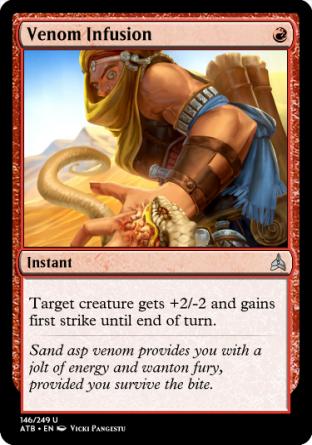 Venom Infusion
Instant
Target creature gets +2/-2 and gains
first strike until end of turn.
Sand asp venom provides you with a
jolt of energy and wanton fury,
provided you survive the bite.
146/249 U
ATB • EN Vicki Pangestu